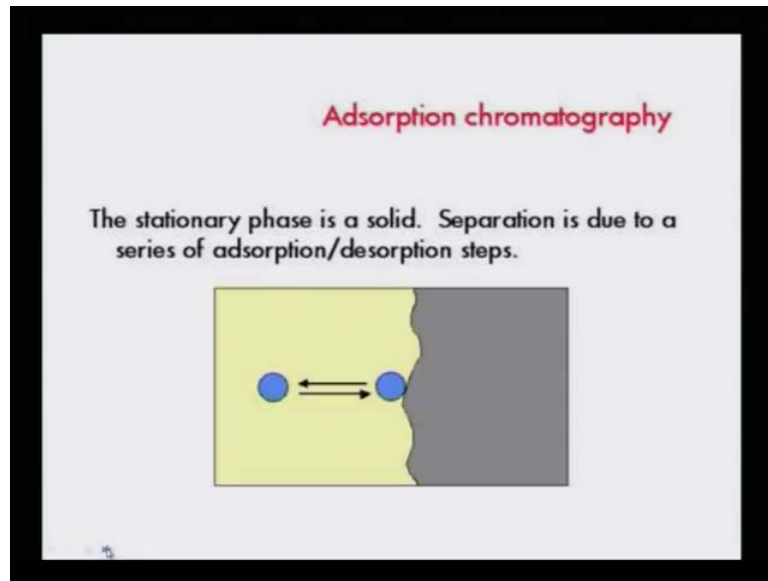 Adsorption chromatography
The stationary phase is a solid. Separation is due to a
series of adsorption/desorption steps.